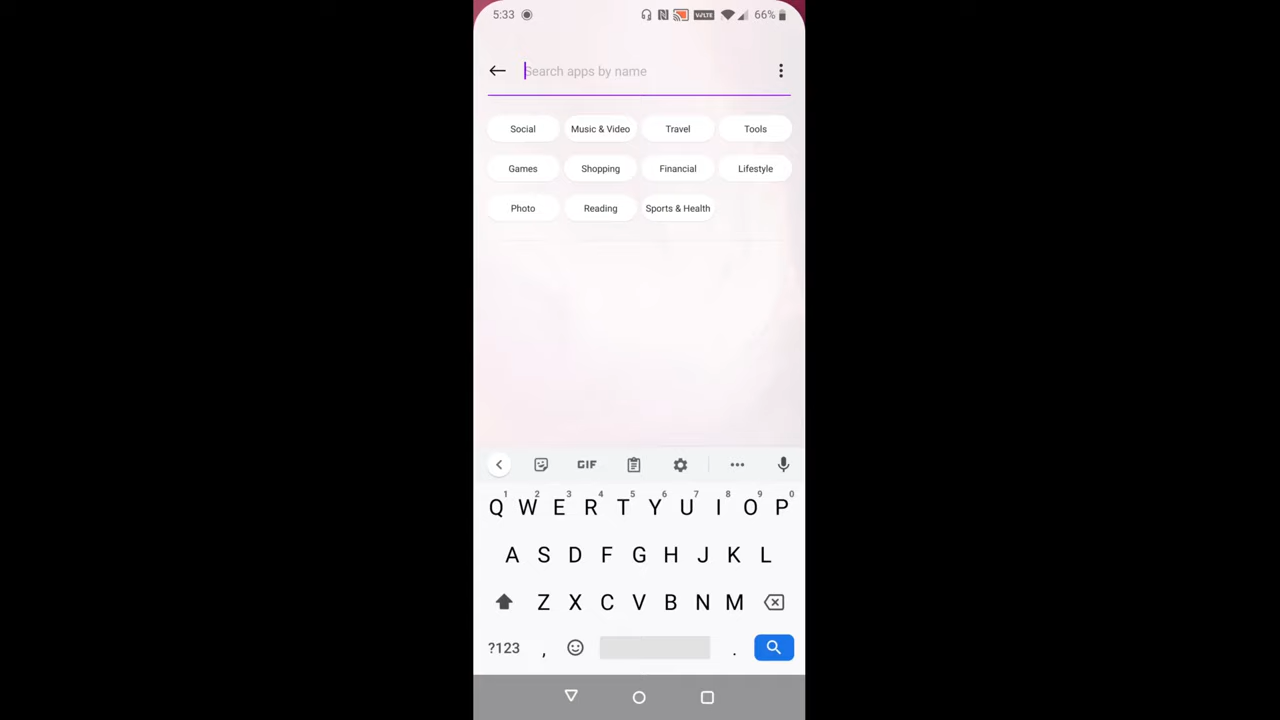 5:33 VoLTE 66%
Search apps by name
Social Music & Video Travel Tools
Games Shopping Financial Lifestyle
Photo Reading Sports & Health
GIF
1 2 3 4 5 6 7 8 9 0
Q W E R T Y U I O P
A S D F G H J K L
Z X C V B N M
?123 , .